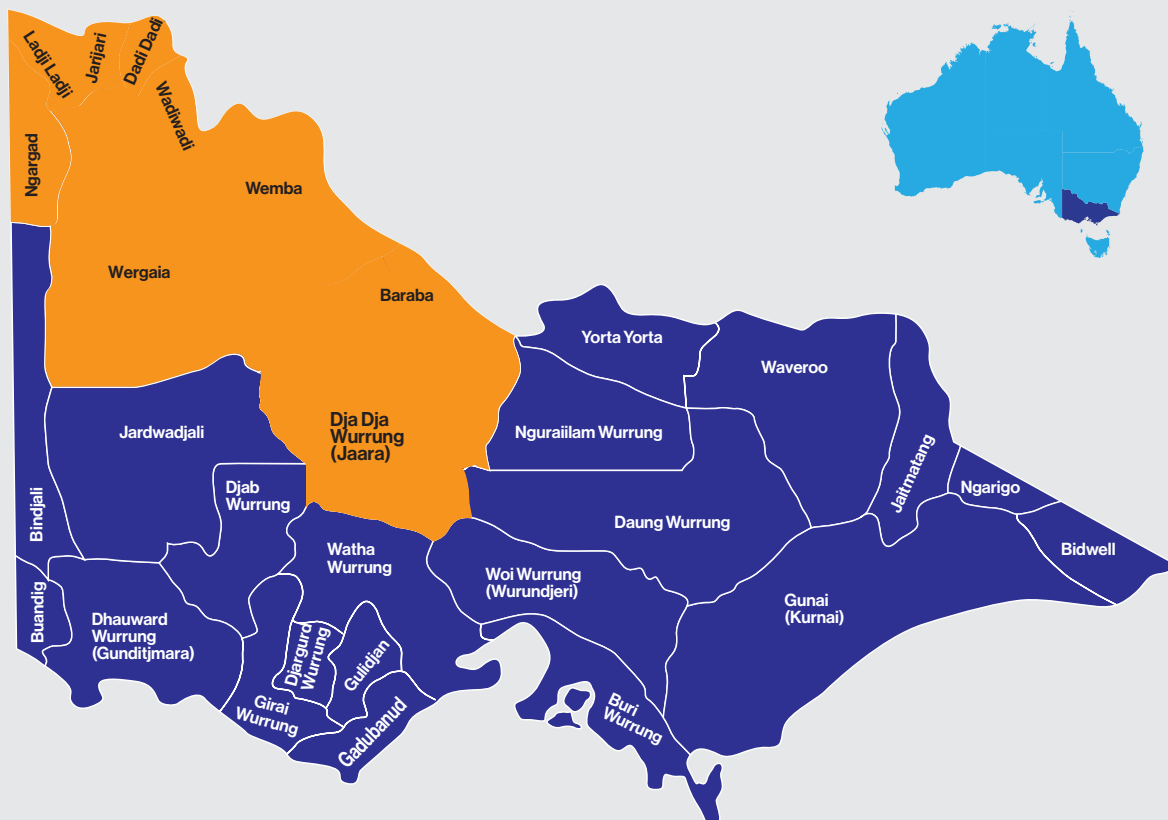 Ladji Ladji
Jarijari
Dadi Dadi
Wadiwadi
Ngargad
Wemba
Wergaia
Baraba
Yorta Yorta
Waveroo
Dja Dja
Wurrung
(Jaara)
Jardwadjali
Nguraiilam Wurrung
Jaitmatang
Djab
Wurrung
Ngarigo
Bindjali
Daung Wurrung
Watha
Wurrung
Bidwell
Woi Wurrung
(Wurundjeri)
Buandig
Dhauward
Wurrung
(Gunditjmara)
Gunai
(Kurnai)
Djargurd
Wurrung
Gulidjan
Girai
Wurrung
Gadubanud
Buri
Wurrung